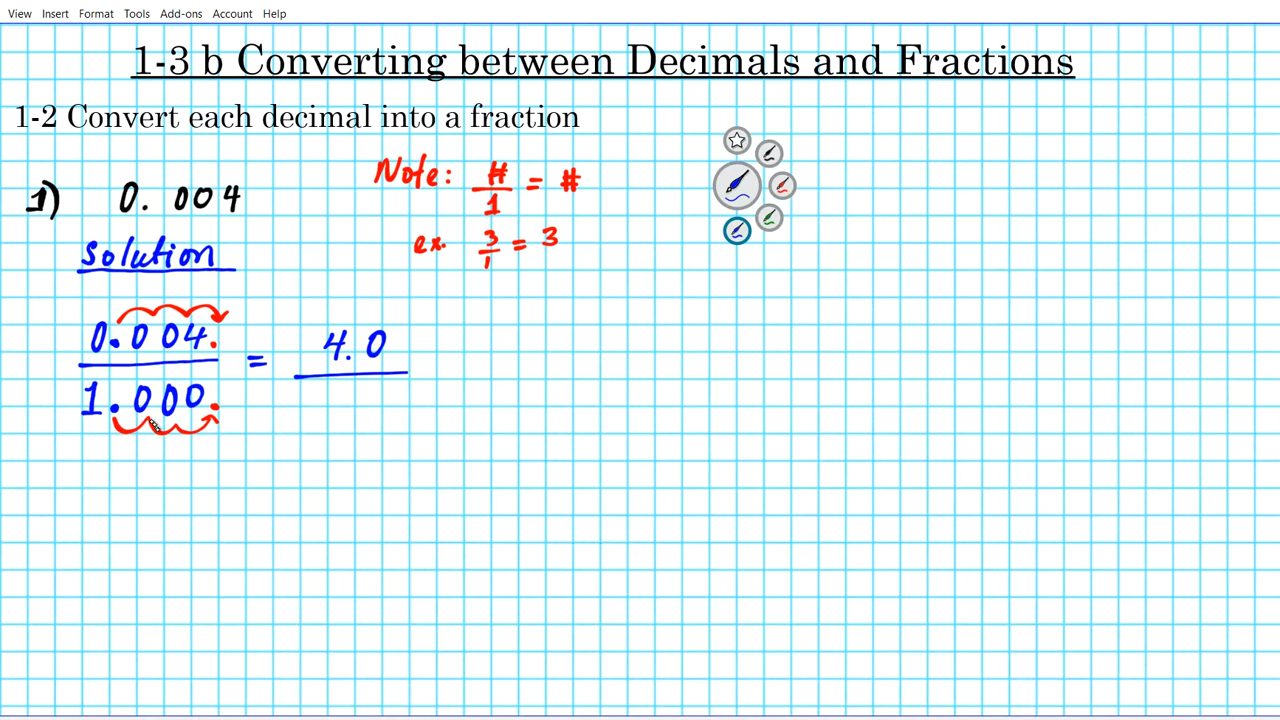 View Insert Format Tools Add-ons Account Help
1-3 b Converting between Decimals and Fractions
1-2 Convert each decimal into a fraction
Note: #/1 = #
1) 0.004
ex. 3/1 = 3
Solution
0.004. = 4.0
1.000.